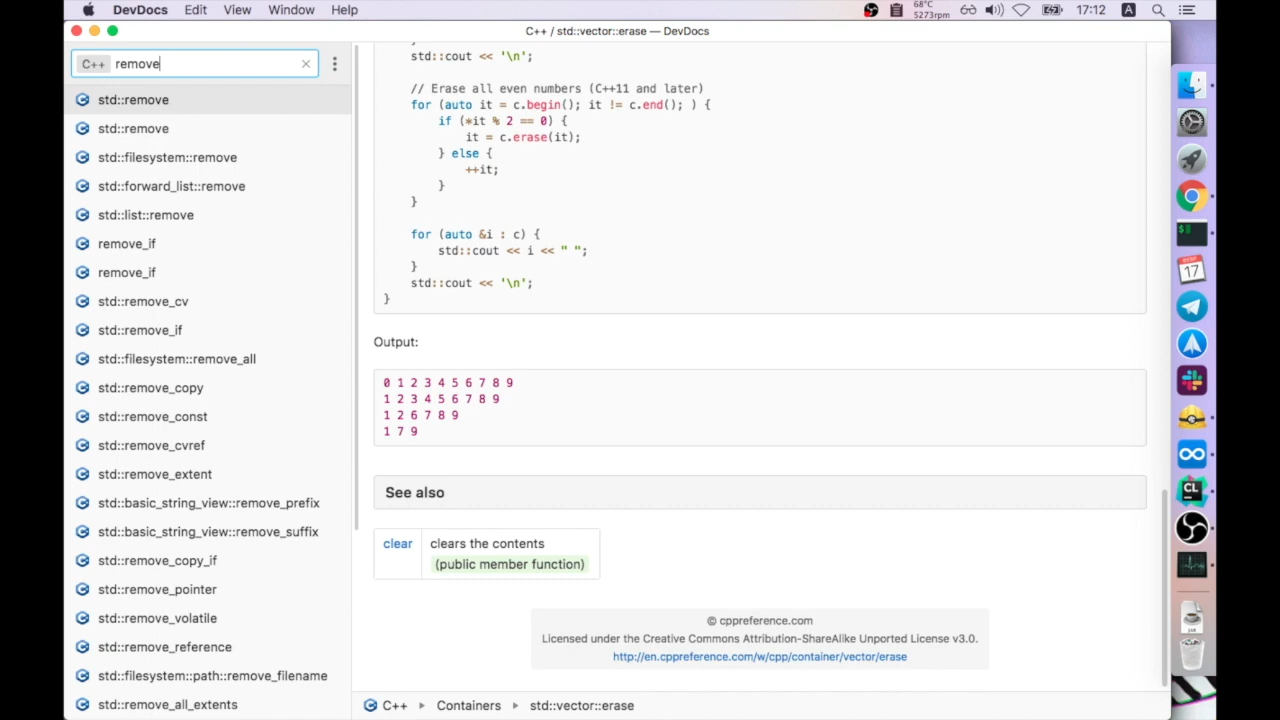 DevDocs Edit View Window Help 68°C 5273rpm 17:12 A
C++ / std::vector::erase — DevDocs
C++ remove
std::remove
std::remove
std::filesystem::remove
std::forward_list::remove
std::list::remove
remove_if
remove_if
std::remove_cv
std::remove_if
std::filesystem::remove_all
std::remove_copy
std::remove_const
std::remove_cvref
std::remove_extent
std::basic_string_view::remove_prefix
std::basic_string_view::remove_suffix
std::remove_copy_if
std::remove_pointer
std::remove_volatile
std::remove_reference
std::filesystem::path::remove_filename
std::remove_all_extents
}
std::cout << '\n';
// Erase all even numbers (C++11 and later)
for (auto it = c.begin(); it != c.end(); ) {
if (*it % 2 == 0) {
it = c.erase(it);
} else {
++it;
}
}
for (auto &i : c) {
std::cout << i << " ";
}
std::cout << '\n';
}
Output:
0 1 2 3 4 5 6 7 8 9
1 2 3 4 5 6 7 8 9
1 2 6 7 8 9
1 7 9
See also
clear clears the contents
(public member function)
© cppreference.com
Licensed under the Creative Commons Attribution-ShareAlike Unported License v3.0.
http://en.cppreference.com/w/cpp/container/vector/erase
C++ ▸ Containers ▸ std::vector::erase
17
CL